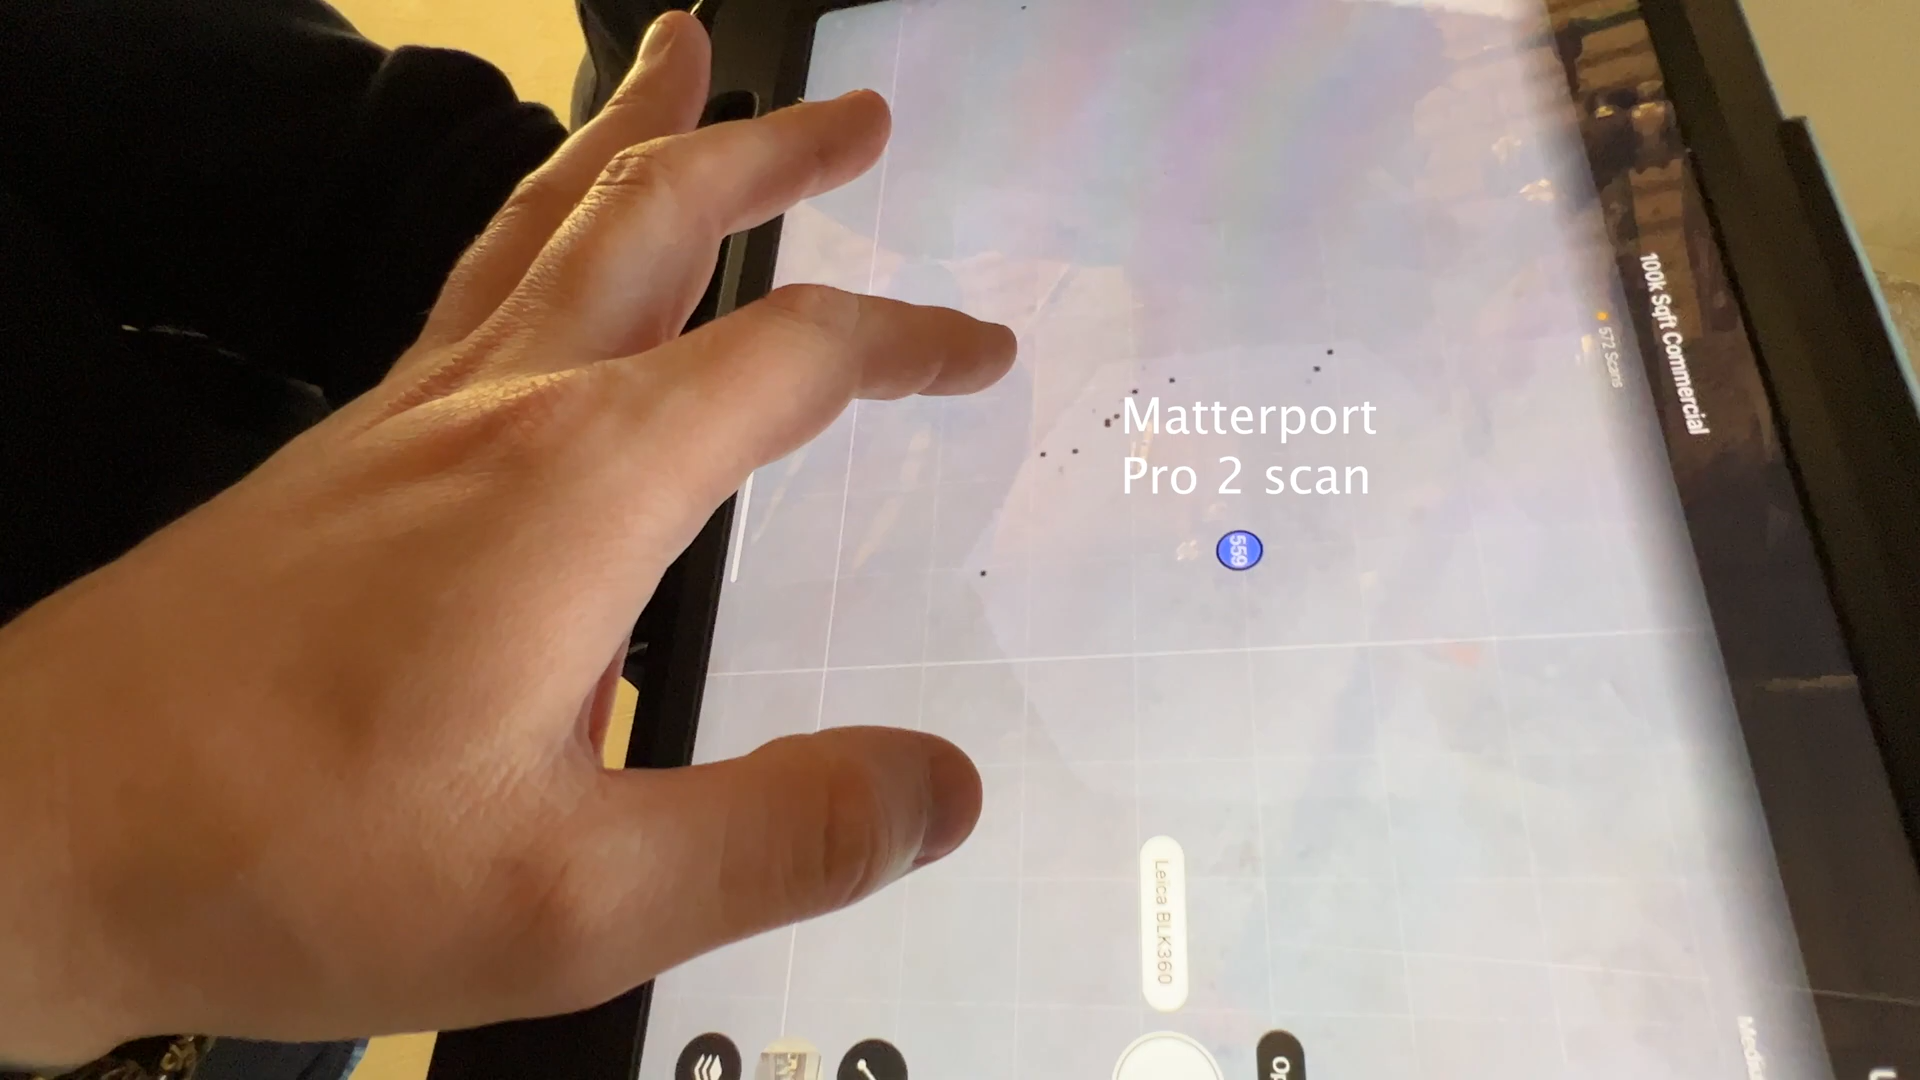 100k Sqft Commercial
572 Scans
Matterport
Pro 2 scan
559
Leica BLK360